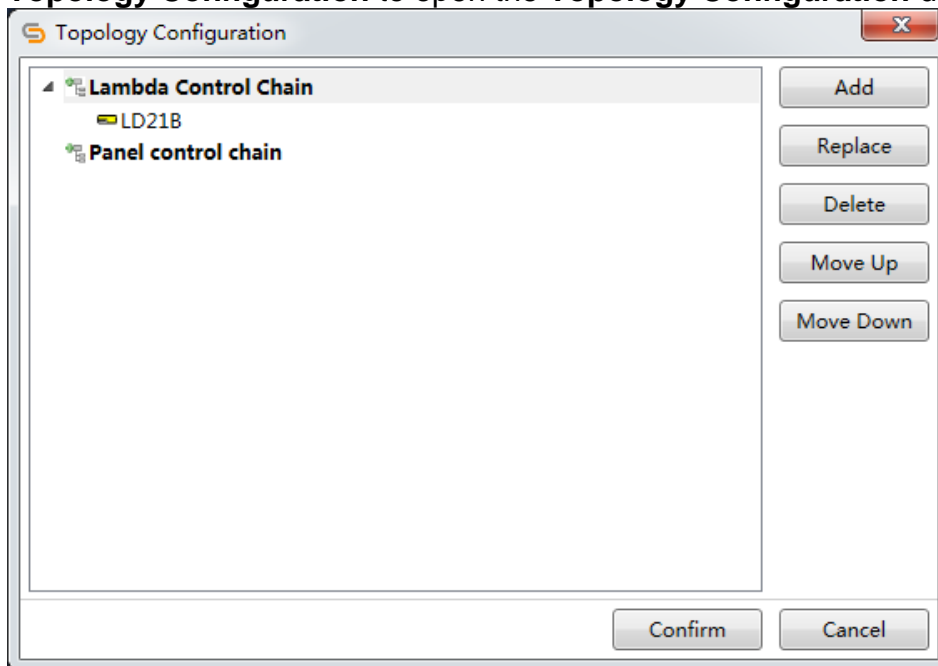 Topology Configuration to open the Topology Configuration d
Topology Configuration
Lambda Control Chain
LD21B
Panel control chain
Add
Replace
Delete
Move Up
Move Down
Confirm
Cancel